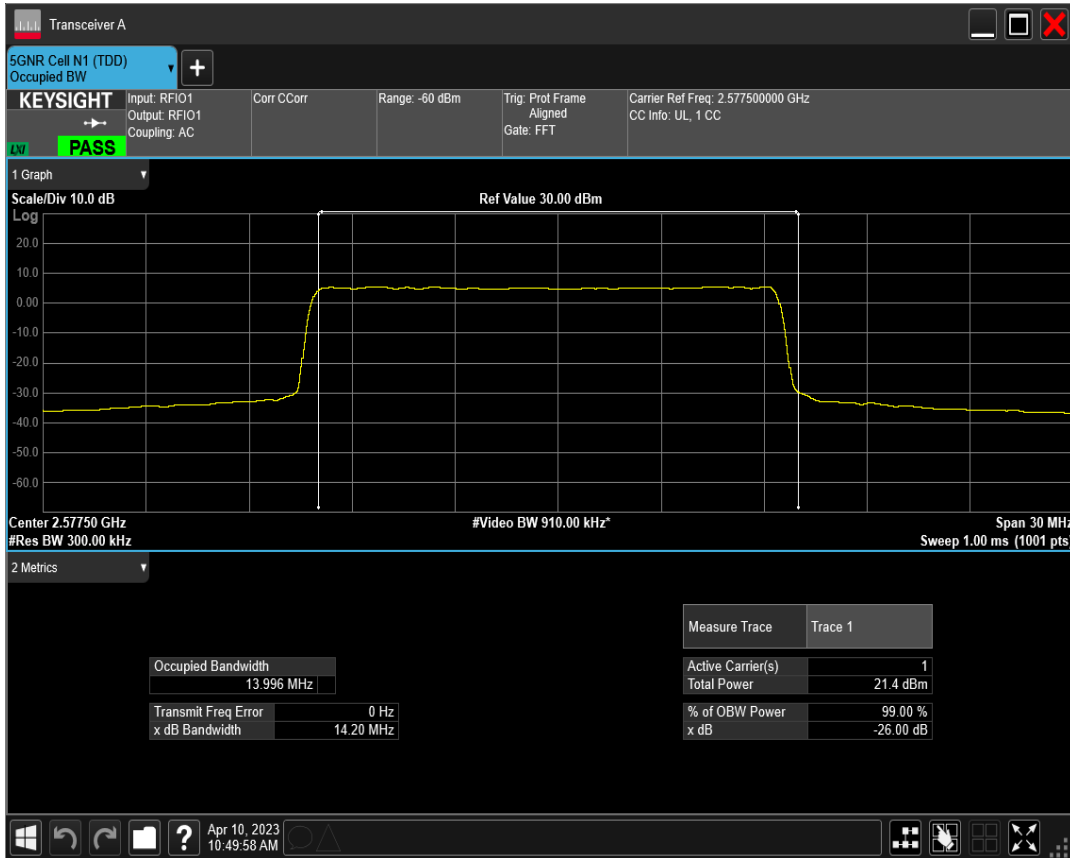 Transceiver A
5GNR Cell N1 (TDD)
Occupied BW
KEYSIGHT
LXI
PASS
Input: RFIO1
Output: RFIO1
Coupling: AC
Corr CCorr
Range: -60 dBm
Trig: Prot Frame
Aligned
Gate: FFT
Carrier Ref Freq: 2.577500000 GHz
CC Info: UL, 1 CC
1 Graph
Scale/Div 10.0 dB
Ref Value 30.00 dBm
Log
20.0
10.0
0.00
-10.0
-20.0
-30.0
-40.0
-50.0
-60.0
Center 2.57750 GHz
#Video BW 910.00 kHz*
Span 30 MHz
#Res BW 300.00 kHz
Sweep 1.00 ms (1001 pts)
2 Metrics
Measure Trace Trace 1
Occupied Bandwidth
13.996 MHz
Transmit Freq Error 0 Hz
x dB Bandwidth 14.20 MHz
Active Carrier(s) 1
Total Power 21.4 dBm
% of OBW Power 99.00 %
x dB -26.00 dB
?
Apr 10, 2023
10:49:58 AM